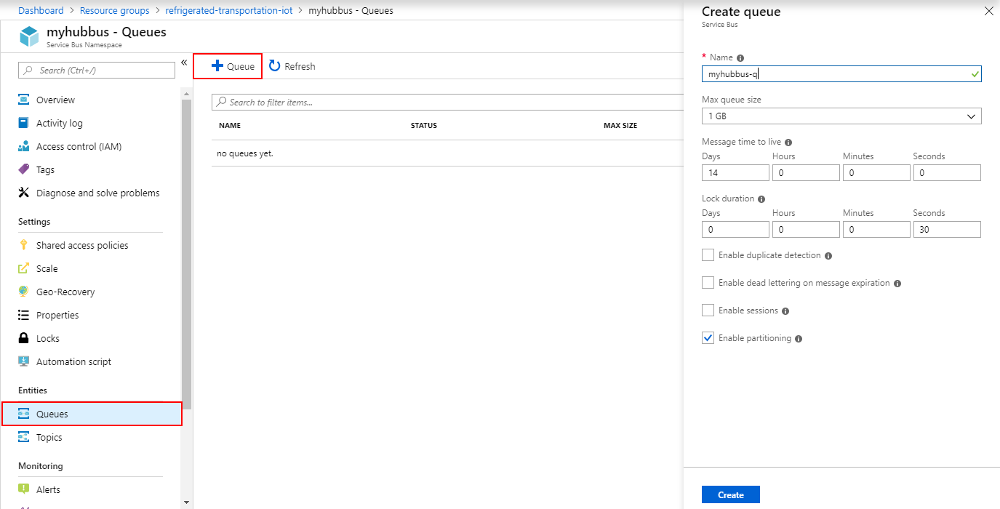 Dashboard > Resource groups > refrigerated-transportation-iot > myhubbus - Queues
myhubbus - Queues
Service Bus Namespace
Search (Ctrl+/)
«
Overview
Activity log
Access control (IAM)
Tags
Diagnose and solve problems
Settings
Shared access policies
Scale
Geo-Recovery
Properties
Locks
Automation script
Entities
Queues
Topics
Monitoring
Alerts
+ Queue Refresh
Search to filter items...
NAME STATUS MAX SIZE
no queues yet.
Create queue
Service Bus
* Name
myhubbus-q
Max queue size
1 GB
Message time to live
Days Hours Minutes Seconds
14 0 0 0
Lock duration
Days Hours Minutes Seconds
0 0 0 30
Enable duplicate detection
Enable dead lettering on message expiration
Enable sessions
Enable partitioning
Create